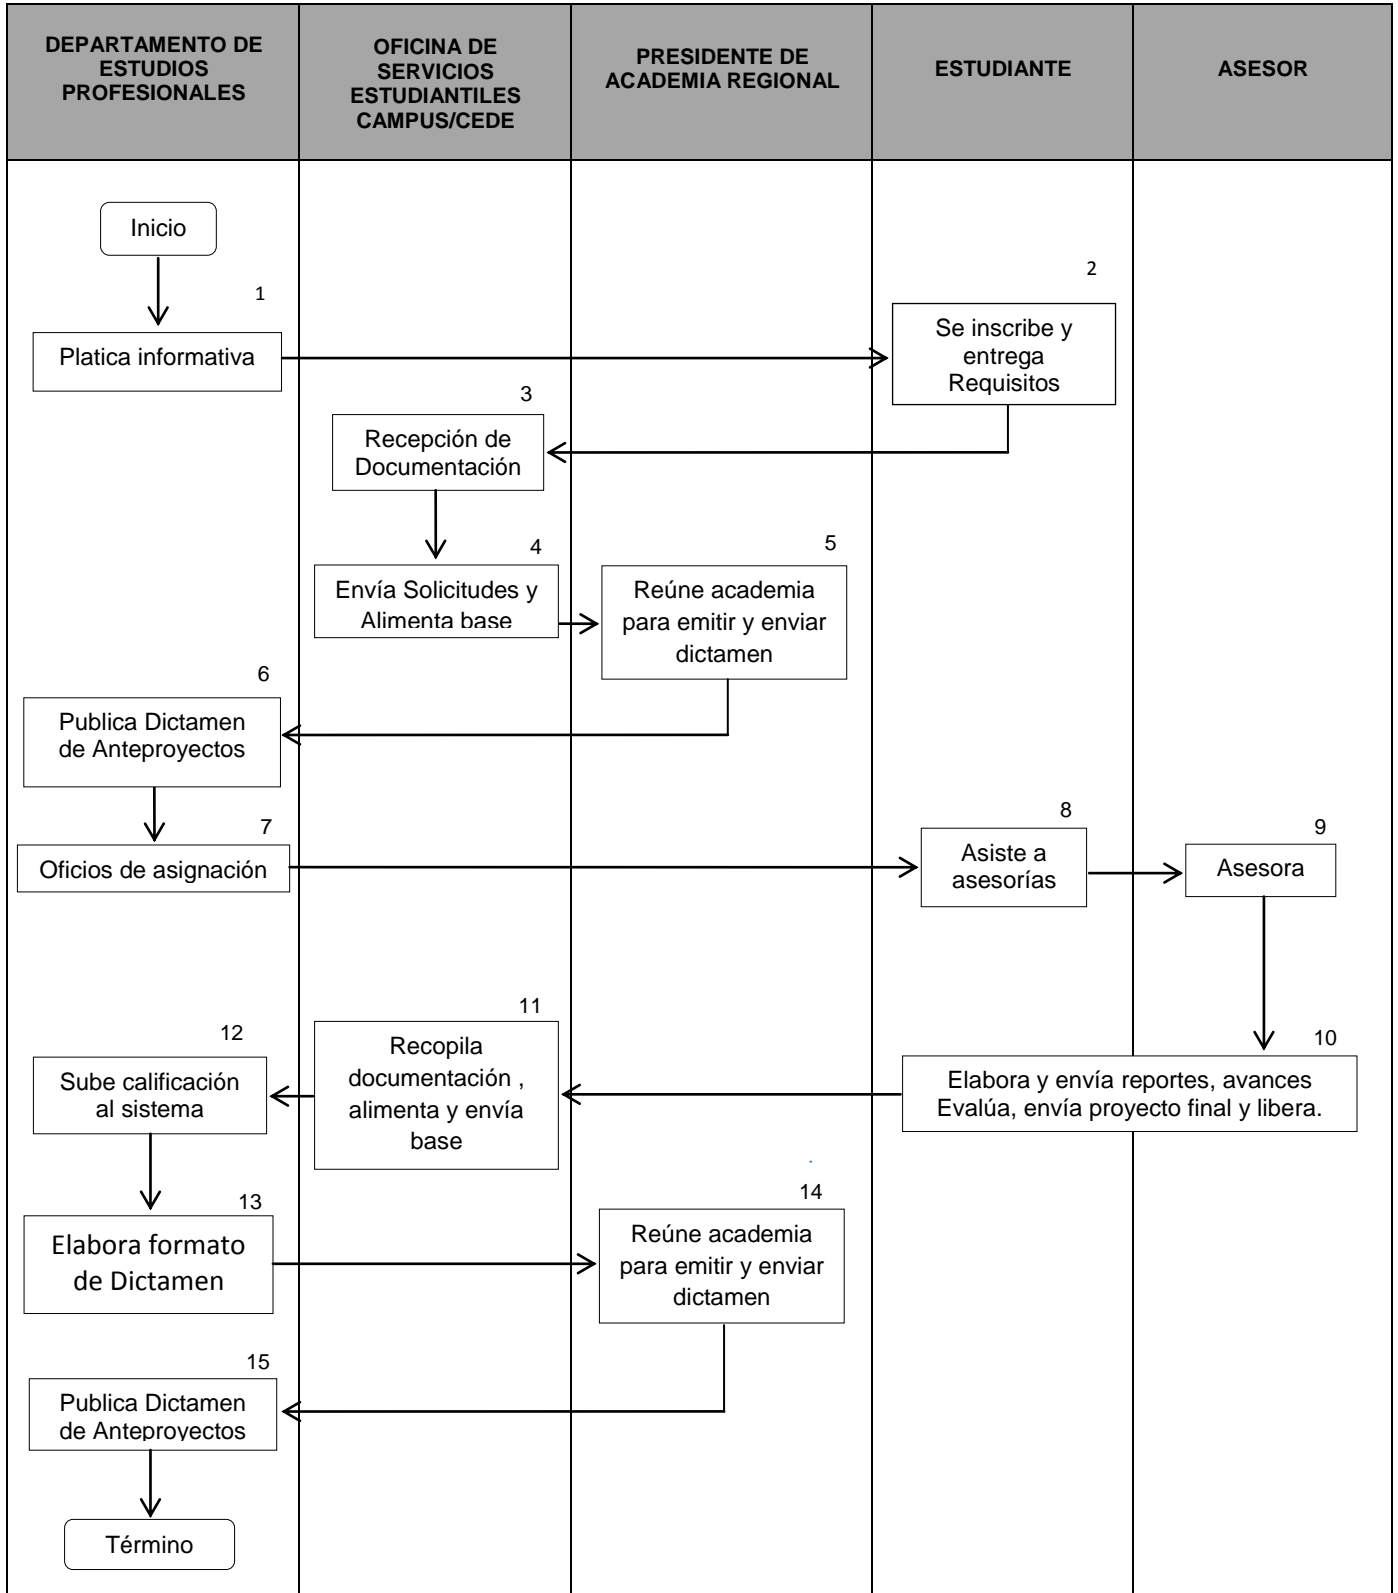 DEPARTAMENTO DE
ESTUDIOS
PROFESIONALES
OFICINA DE
SERVICIOS
ESTUDIANTILES
CAMPUS/CEDE
PRESIDENTE DE
ACADEMIA REGIONAL
ESTUDIANTE
ASESOR
Inicio
1
Platica informativa
2
Se inscribe y
entrega
Requisitos
3
Recepción de
Documentación
4
Envía Solicitudes y
Alimenta base
5
Reúne academia
para emitir y enviar
dictamen
6
Publica Dictamen
de Anteproyectos
7
Oficios de asignación
8
Asiste a
asesorías
9
Asesora
10
Elabora y envía reportes, avances
Evalúa, envía proyecto final y libera.
11
Recopila
documentación ,
alimenta y envía
base
12
Sube calificación
al sistema
13
Elabora formato
de Dictamen
.
14
Reúne academia
para emitir y enviar
dictamen
15
Publica Dictamen
de Anteproyectos
Término